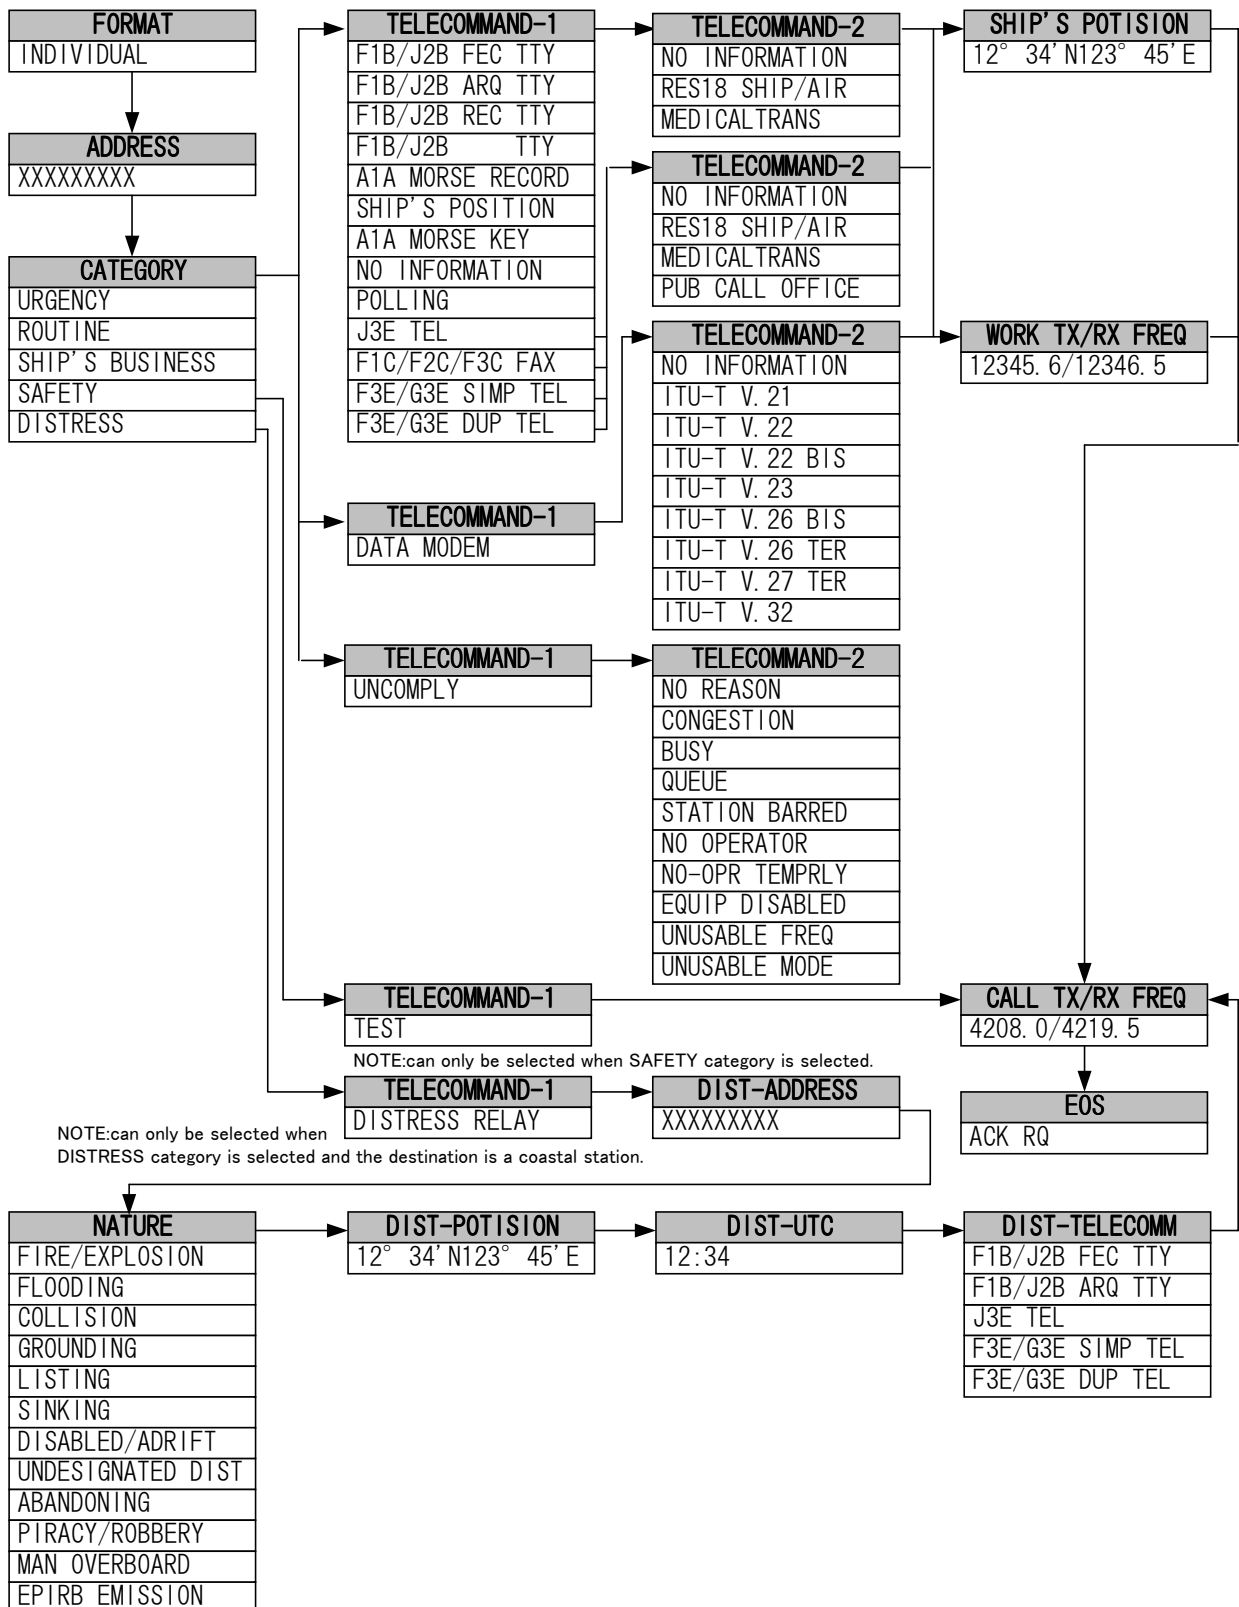 FORMAT
INDIVIDUAL
ADDRESS
XXXXXXXXX
CATEGORY
URGENCY
ROUTINE
SHIP'S BUSINESS
SAFETY
DISTRESS
TELECOMMAND-1
F1B/J2B FEC TTY
F1B/J2B ARQ TTY
F1B/J2B REC TTY
F1B/J2B TTY
A1A MORSE RECORD
SHIP'S POSITION
A1A MORSE KEY
NO INFORMATION
POLLING
J3E TEL
F1C/F2C/F3C FAX
F3E/G3E SIMP TEL
F3E/G3E DUP TEL
TELECOMMAND-2
NO INFORMATION
RES18 SHIP/AIR
MEDICALTRANS
TELECOMMAND-2
NO INFORMATION
RES18 SHIP/AIR
MEDICALTRANS
PUB CALL OFFICE
SHIP'S POTISION
12° 34'N123° 45'E
TELECOMMAND-1
DATA MODEM
TELECOMMAND-2
NO INFORMATION
ITU-T V.21
ITU-T V.22
ITU-T V.22 BIS
ITU-T V.23
ITU-T V.26 BIS
ITU-T V.26 TER
ITU-T V.27 TER
ITU-T V.32
WORK TX/RX FREQ
12345.6/12346.5
TELECOMMAND-1
UNCOMPLY
TELECOMMAND-2
NO REASON
CONGESTION
BUSY
QUEUE
STATION BARRED
NO OPERATOR
NO-OPR TEMPRLY
EQUIP DISABLED
UNUSABLE FREQ
UNUSABLE MODE
TELECOMMAND-1
TEST
NOTE:can only be selected when SAFETY category is selected.
CALL TX/RX FREQ
4208.0/4219.5
EOS
ACK RQ
TELECOMMAND-1
DISTRESS RELAY
DIST-ADDRESS
XXXXXXXXX
NOTE:can only be selected when
DISTRESS category is selected and the destination is a coastal station.
NATURE
FIRE/EXPLOSION
FLOODING
COLLISION
GROUNDING
LISTING
SINKING
DISABLED/ADRIFT
UNDESIGNATED DIST
ABANDONING
PIRACY/ROBBERY
MAN OVERBOARD
EPIRB EMISSION
DIST-POTISION
12° 34'N123° 45'E
DIST-UTC
12:34
DIST-TELECOMM
F1B/J2B FEC TTY
F1B/J2B ARQ TTY
J3E TEL
F3E/G3E SIMP TEL
F3E/G3E DUP TEL